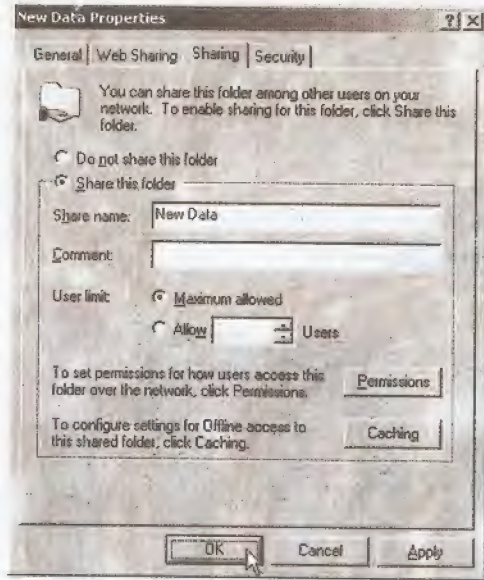 New Data Properties
General Web Sharing Sharing Security
You can share this folder among other users on your
network. To enable sharing for this folder, click Share this
folder.
Do not share this folder
Share this folder
Share name: New Data
Comment:
User limit: Maximum allowed
Allow Users
To set permissions for how users access this
folder over the network, click Permissions.
Permissions
To configure settings for Offline access to
this shared folder, click Caching.
Caching
OK Cancel Apply